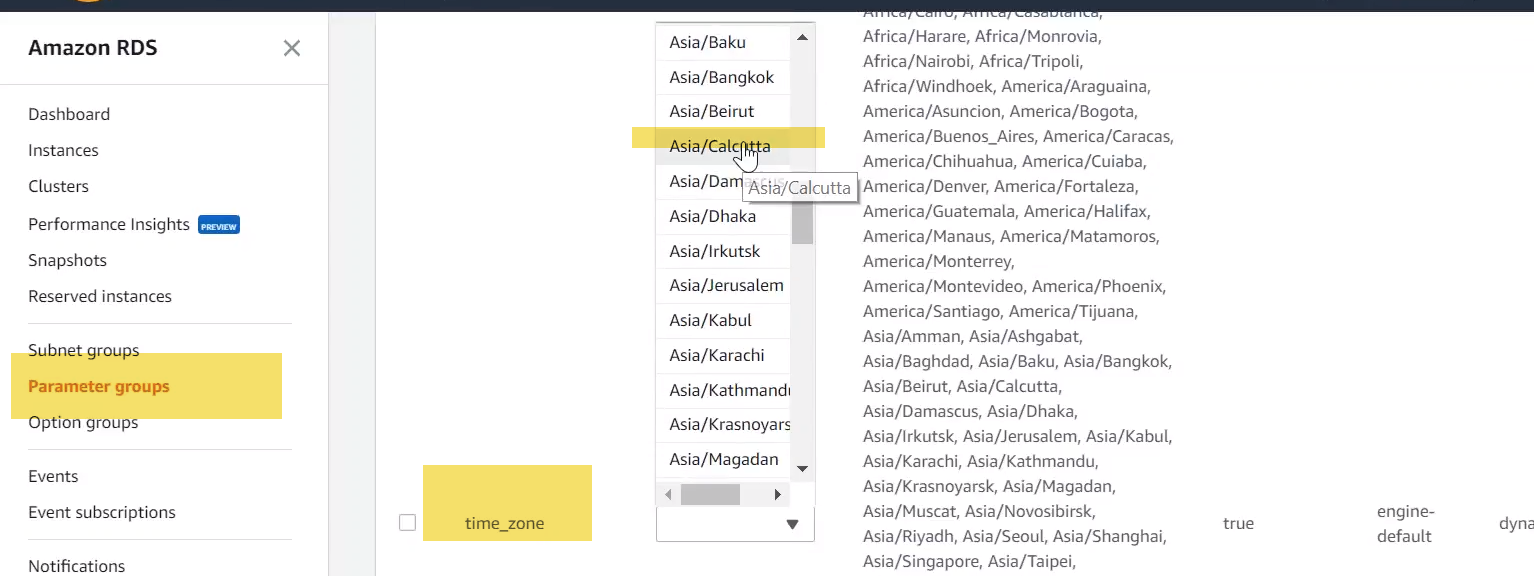 Amazon RDS
Dashboard
Instances
Clusters
Performance Insights PREVIEW
Snapshots
Reserved instances
Subnet groups
Parameter groups
Option groups
Events
Event subscriptions
Notifications
time_zone
Asia/Baku
Asia/Bangkok
Asia/Beirut
Asia/Calcutta
Asia/Calcutta
Asia/Dhaka
Asia/Irkutsk
Asia/Jerusalem
Asia/Kabul
Asia/Karachi
Asia/Kathmandu
Asia/Krasnoyars
Asia/Magadan
Africa/Cairo, Africa/Casablanca,
Africa/Harare, Africa/Monrovia,
Africa/Nairobi, Africa/Tripoli,
Africa/Windhoek, America/Araguaina,
America/Asuncion, America/Bogota,
America/Buenos_Aires, America/Caracas,
America/Chihuahua, America/Cuiaba,
America/Denver, America/Fortaleza,
America/Guatemala, America/Halifax,
America/Manaus, America/Matamoros,
America/Monterrey,
America/Montevideo, America/Phoenix,
America/Santiago, America/Tijuana,
Asia/Amman, Asia/Ashgabat,
Asia/Baghdad, Asia/Baku, Asia/Bangkok,
Asia/Beirut, Asia/Calcutta,
Asia/Damascus, Asia/Dhaka,
Asia/Irkutsk, Asia/Jerusalem, Asia/Kabul,
Asia/Karachi, Asia/Kathmandu,
Asia/Krasnoyarsk, Asia/Magadan,
Asia/Muscat, Asia/Novosibirsk,
Asia/Riyadh, Asia/Seoul, Asia/Shanghai,
Asia/Singapore, Asia/Taipei,
true
engine-
default
dyna